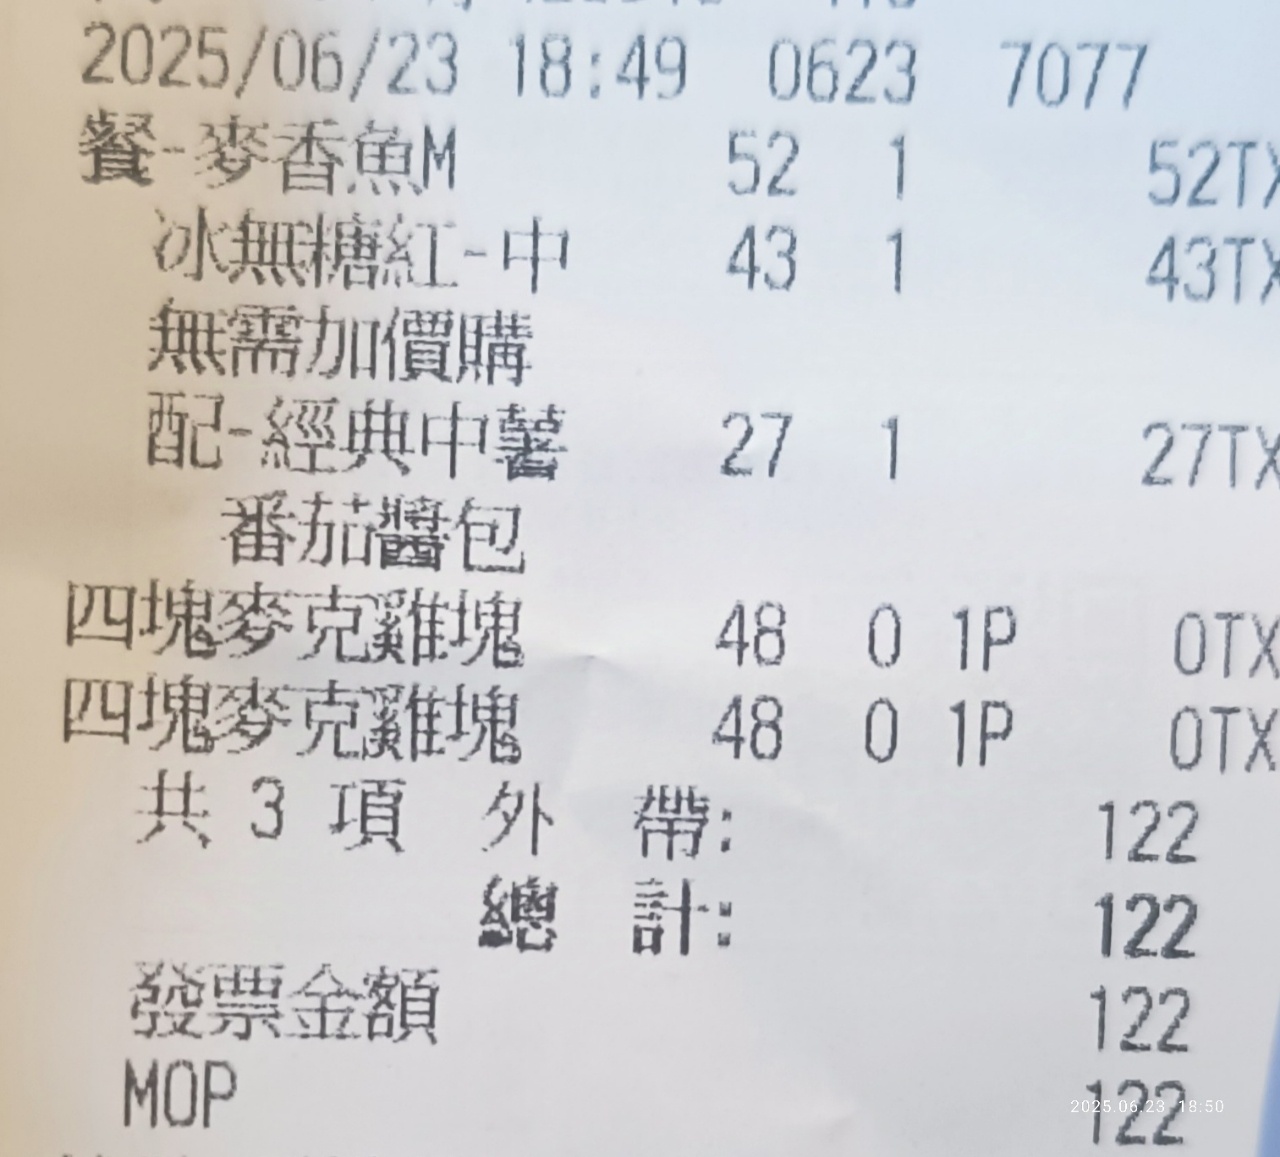 2025/06/23 18:49 0623 7077
餐-麥香魚M 52 1 52TX
冰無糖紅-中 43 1 43TX
無需加價購
配-經典中薯 27 1 27TX
番茄醬包
四塊麥克雞塊 48 0 1P 0TX
四塊麥克雞塊 48 0 1P 0TX
共 3 項 外 帶: 122
總 計: 122
發票金額 122
MOP 122
2025.06.23 18:50